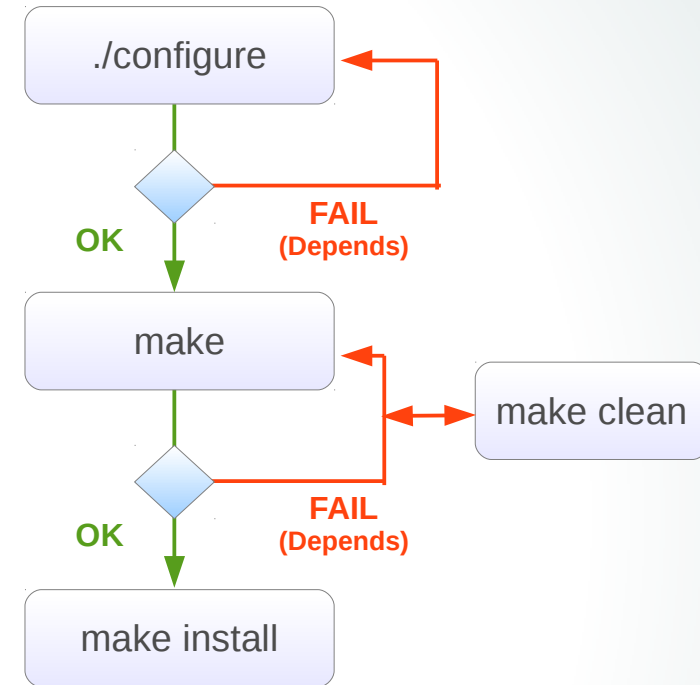 ./configure
FAIL
(Depends)
OK
make
make clean
FAIL
(Depends)
OK
make install